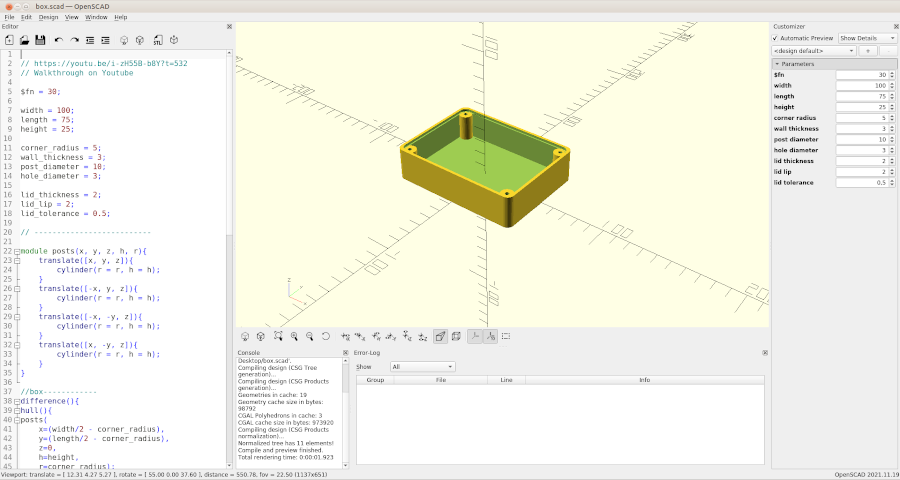 box.scad — OpenSCAD
File Edit Design View Window Help
Editor
1
2 // https://youtu.be/i-zH55B-b8Y?t=532
3 // Walkthrough on Youtube
4
5 $fn = 30;
6
7 width = 100;
8 length = 75;
9 height = 25;
10
11 corner_radius = 5;
12 wall_thickness = 3;
13 post_diameter = 10;
14 hole_diameter = 3;
15
16 lid_thickness = 2;
17 lid_lip = 2;
18 lid_tolerance = 0.5;
19
20 // -------------------------
21
22 module posts(x, y, z, h, r){
23 translate([x, y, z]){
24 cylinder(r = r, h = h);
25 }
26 translate([-x, y, z]){
27 cylinder(r = r, h = h);
28 }
29 translate([-x, -y, z]){
30 cylinder(r = r, h = h);
31 }
32 translate([x, -y, z]){
33 cylinder(r = r, h = h);
34 }
35 }
36
37 //box------------
38 difference(){
39 hull(){
40 posts(
41 x=(width/2 - corner_radius),
42 y=(length/2 - corner_radius),
43 z=0,
44 h=height,
45 r=corner_radius);
Console
Desktop/box.scad'.
Compiling design (CSG Tree
generation)...
Compiling design (CSG Products
generation)...
Geometries in cache: 19
Geometry cache size in bytes:
98792
CGAL Polyhedrons in cache: 3
CGAL cache size in bytes: 973920
Compiling design (CSG Products
normalization)...
Normalized tree has 11 elements!
Compile and preview finished.
Total rendering time: 0:00:01.923
Error-Log
Show All
Group File Line Info
Customizer
Automatic Preview Show Details
<design default> + -
Parameters
$fn 30
width 100
length 75
height 25
corner radius 5
wall thickness 3
post diameter 10
hole diameter 3
lid thickness 2
lid lip 2
lid tolerance 0.5
Viewport: translate = [ 12.31 4.27 5.27 ], rotate = [ 55.00 0.00 37.60 ], distance = 550.78, fov = 22.50 (1137x651)
OpenSCAD 2021.11.19